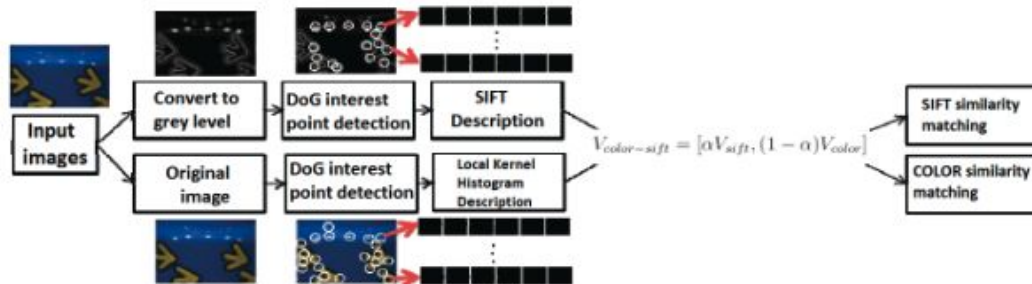 Input
images
Convert to
grey level
DoG interest
point detection
SIFT
Description
Original
image
DoG interest
point detection
Local Kernel
Histogram
Description
V_{color-sift} = [αV_{sift}, (1 − α)V_{color}]
SIFT similarity
matching
COLOR similarity
matching